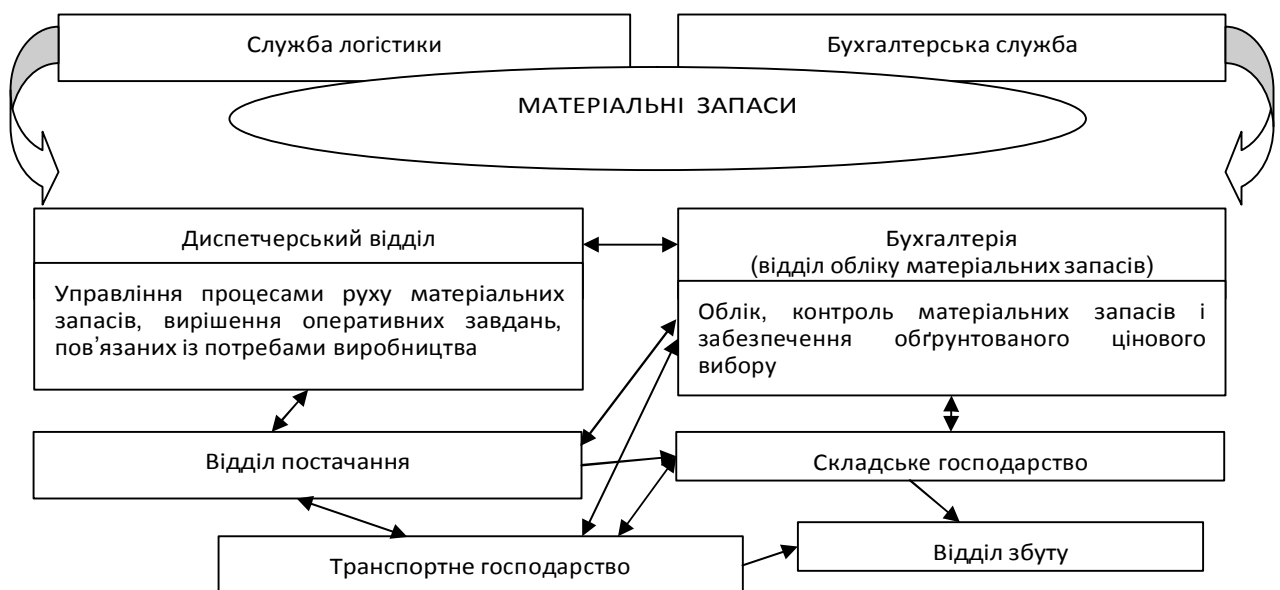 Служба логістики
Бухгалтерська служба
МАТЕРІАЛЬНІ ЗАПАСИ
Диспетчерський відділ
Управління процесами руху матеріальних
запасів, вирішення оперативних завдань,
пов’язаних із потребами виробництва
Бухгалтерія
(відділ обліку матеріальних запасів)
Облік, контроль матеріальних запасів і
забезпечення обґрунтованого цінового
вибору
Відділ постачання
Складське господарство
Транспортне господарство
Відділ збуту